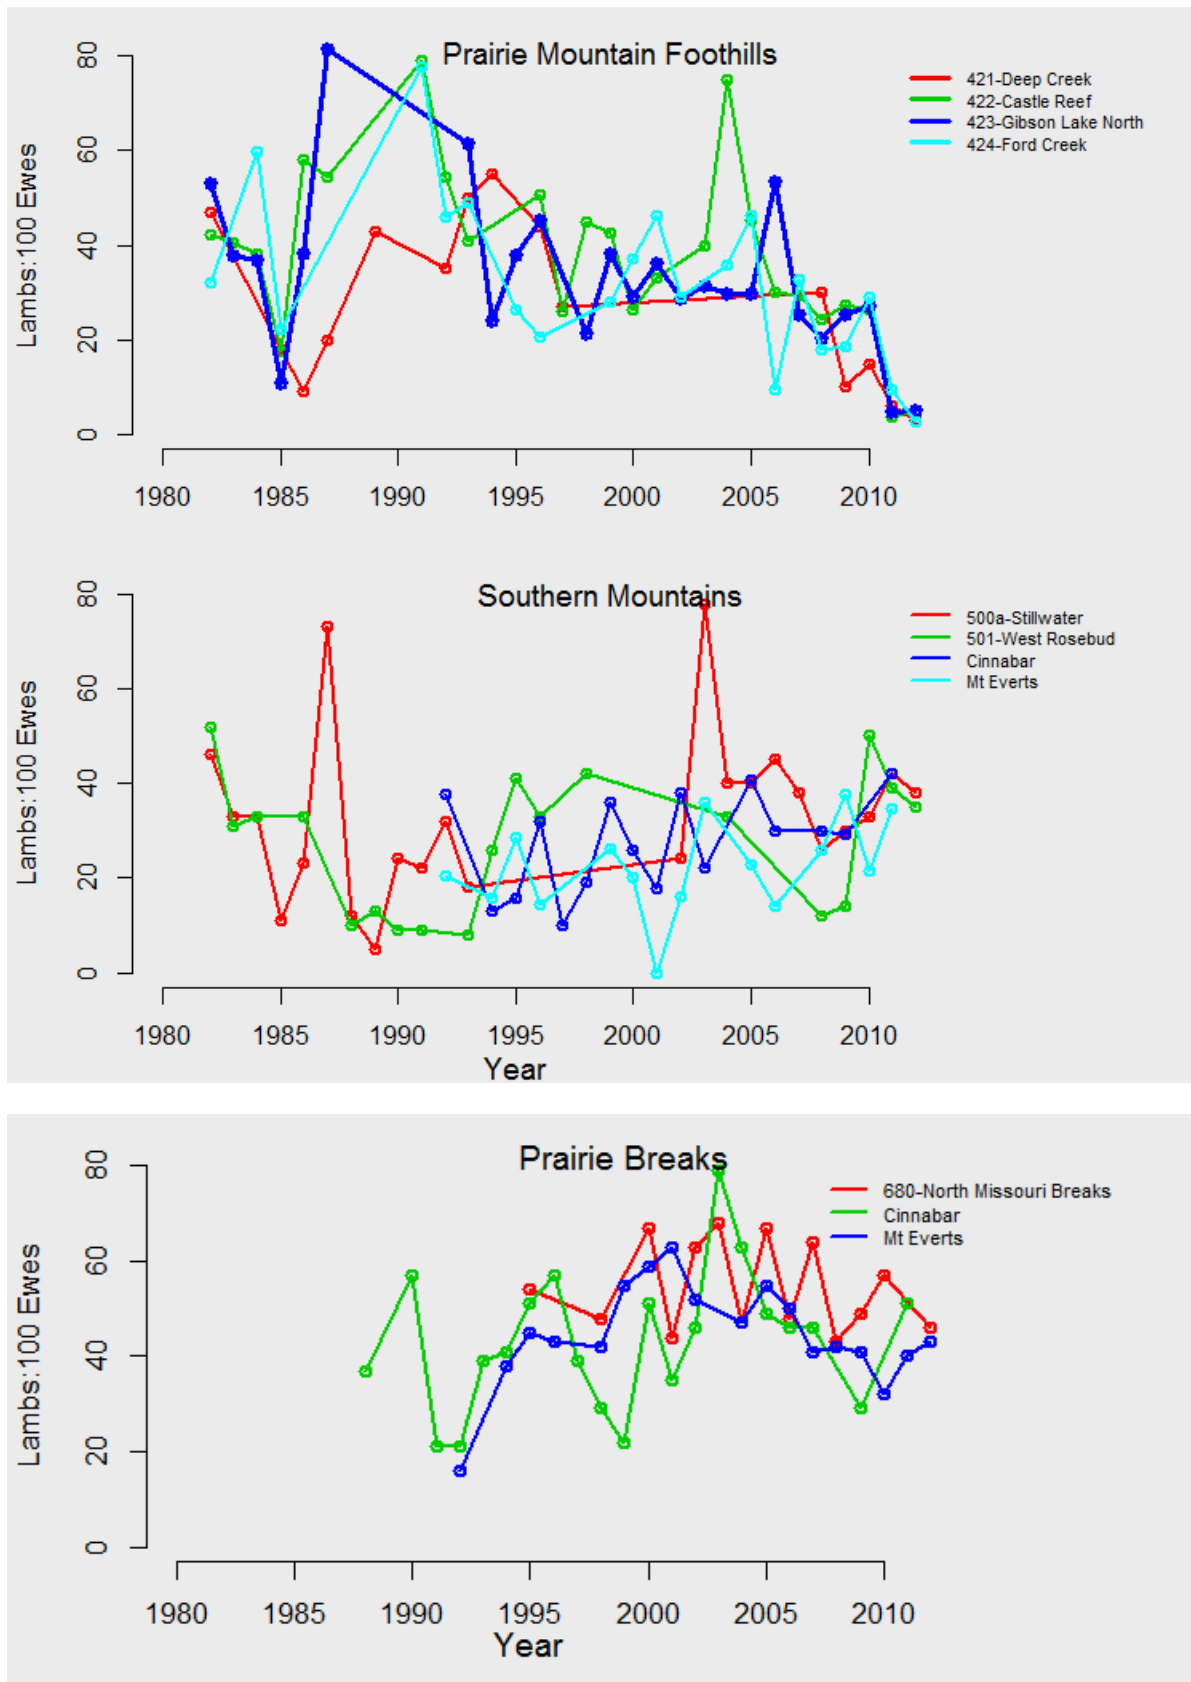 Prairie Mountain Foothills
Lambs:100 Ewes
80
60
40
20
0
421-Deep Creek
422-Castle Reef
423-Gibson Lake North
424-Ford Creek
1980 1985 1990 1995 2000 2005 2010
Southern Mountains
Lambs:100 Ewes
80
60
40
20
0
500a-Stillwater
501-West Rosebud
Cinnabar
Mt Everts
1980 1985 1990 1995 2000 2005 2010
Year
Prairie Breaks
Lambs:100 Ewes
80
60
40
20
0
680-North Missouri Breaks
Cinnabar
Mt Everts
1980 1985 1990 1995 2000 2005 2010
Year